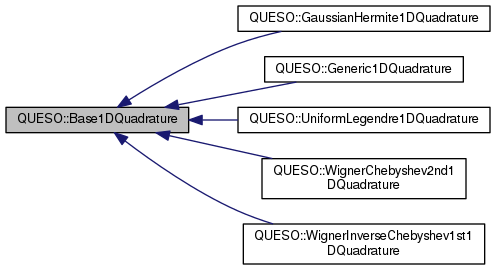 QUESO::GaussianHermite1DQuadrature
QUESO::Generic1DQuadrature
QUESO::Base1DQuadrature
QUESO::UniformLegendre1DQuadrature
QUESO::WignerChebyshev2nd1
DQuadrature
QUESO::WignerInverseChebyshev1st1
DQuadrature